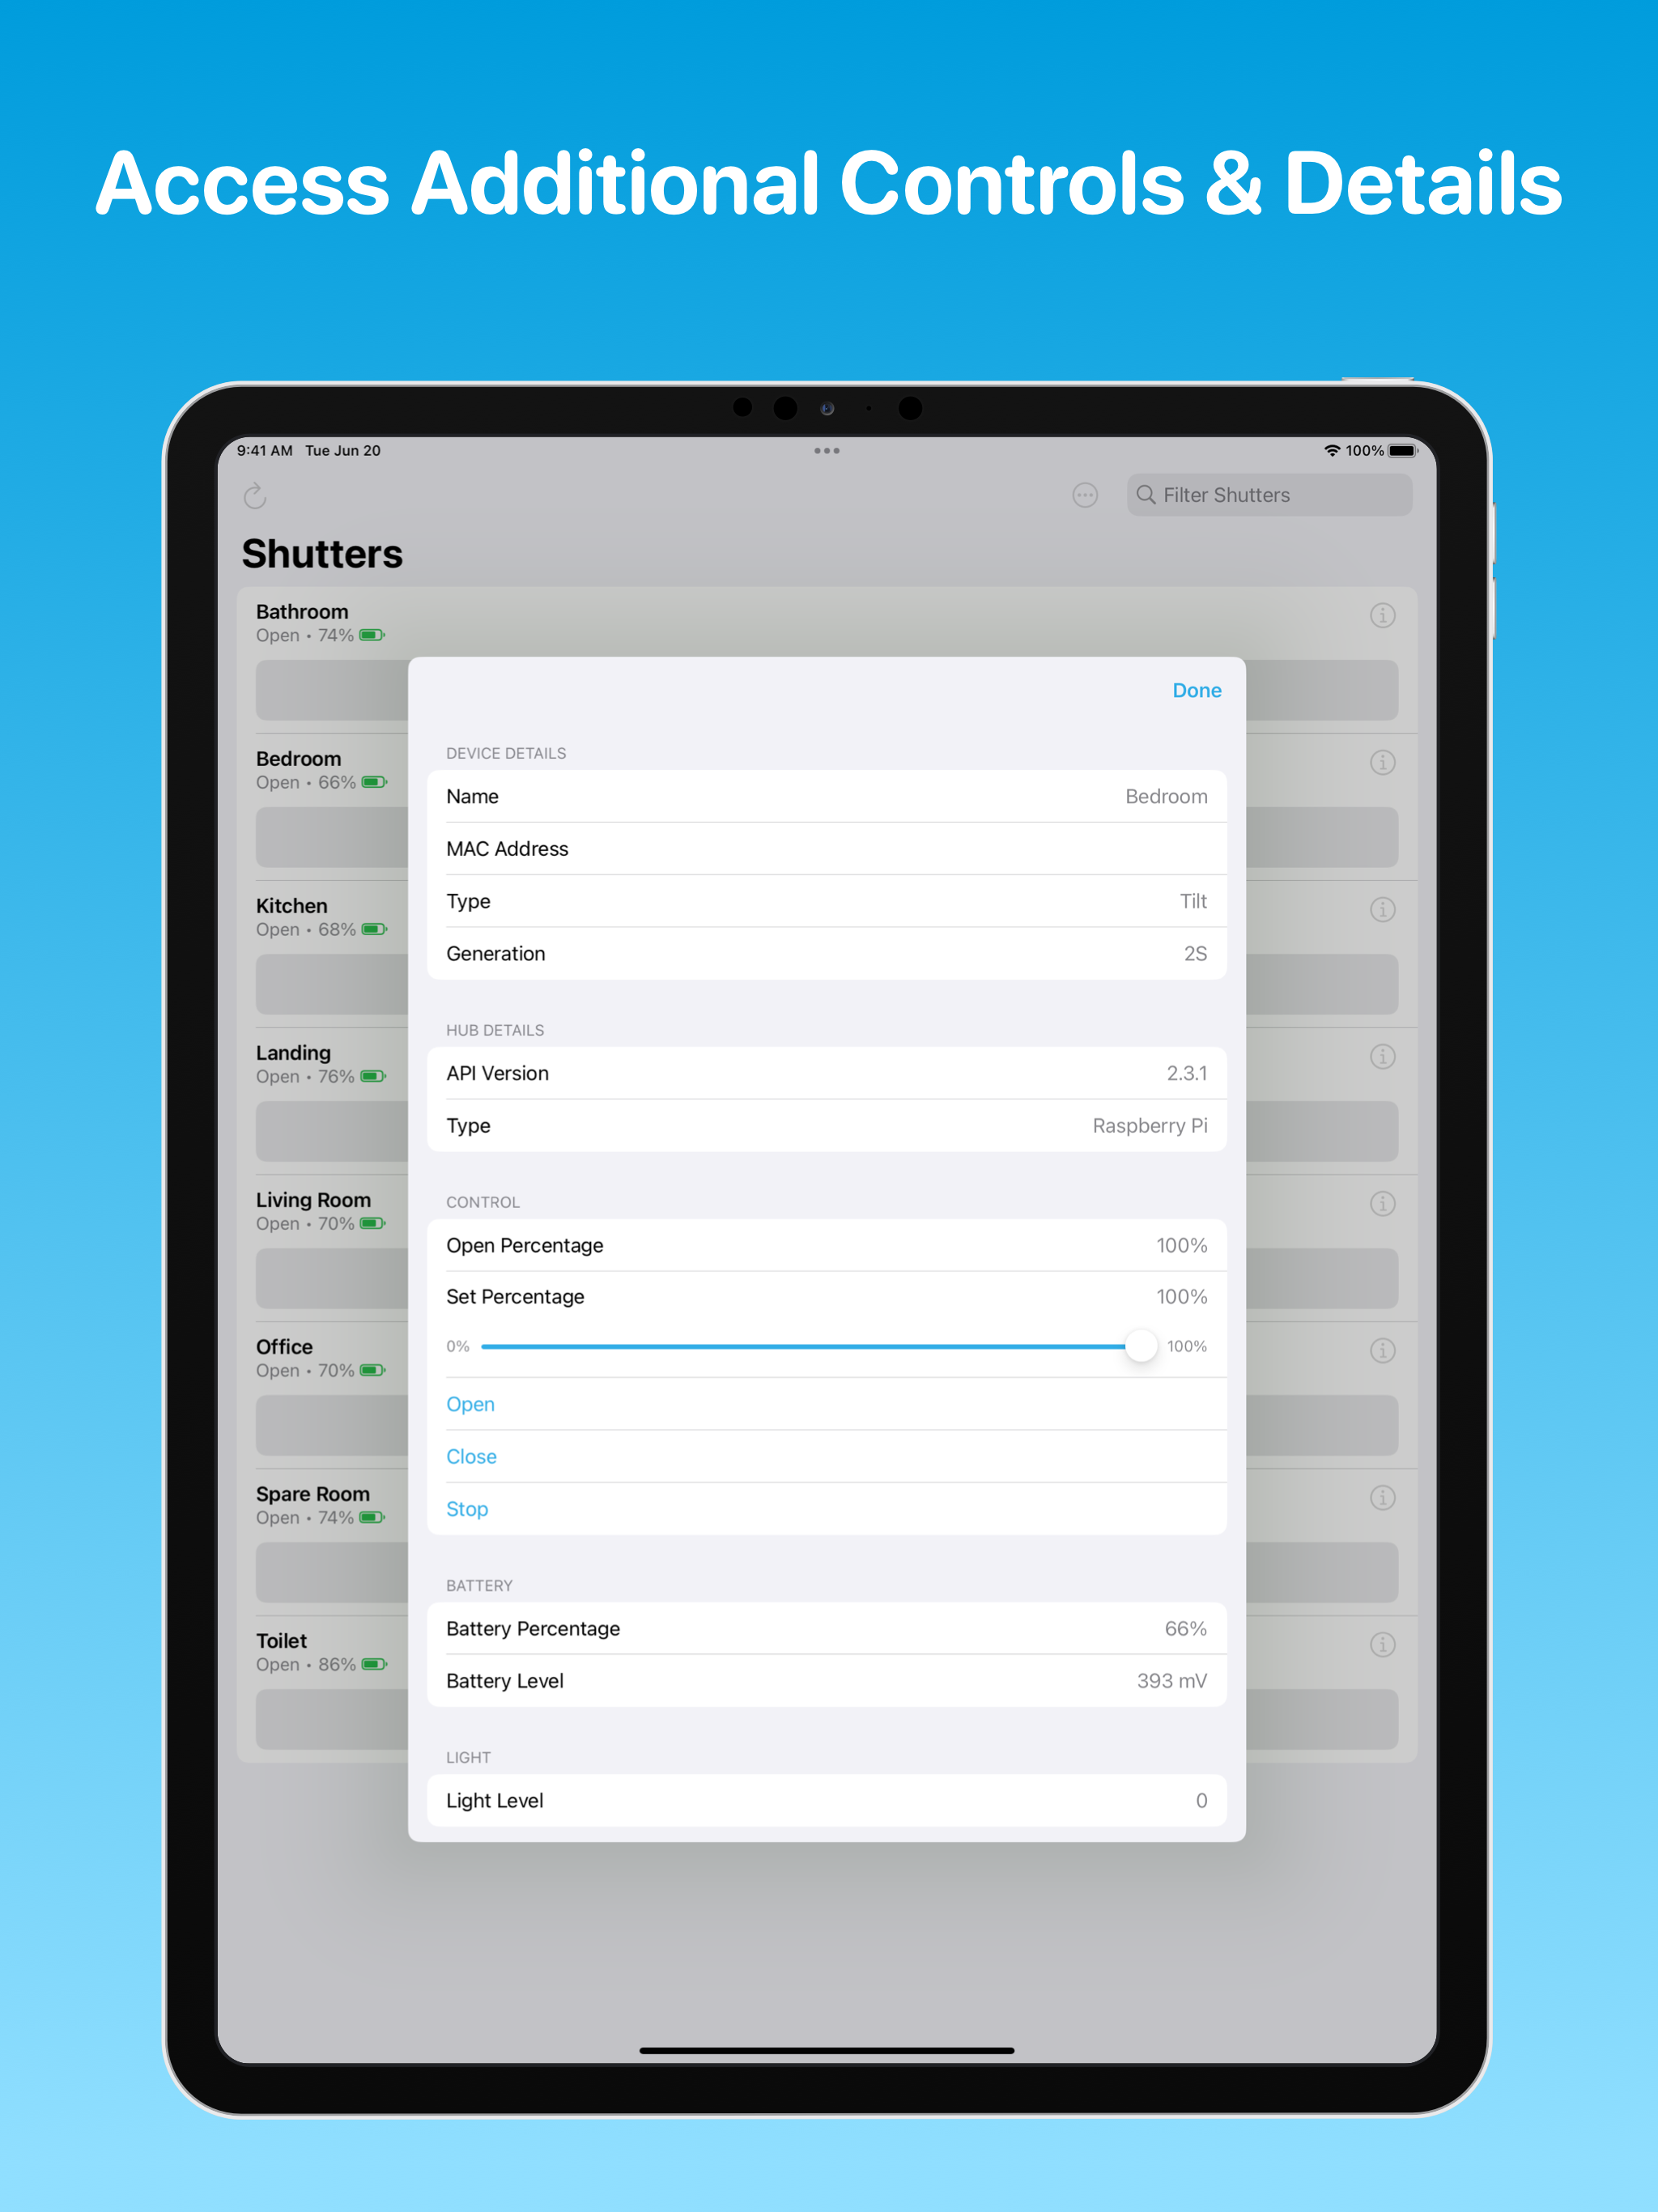 Access Additional Controls & Details
9:41 AM Tue Jun 20
100%
Filter Shutters
Shutters
Bathroom
Open • 74%
Bedroom
Open • 66%
Kitchen
Open • 68%
Landing
Open • 76%
Living Room
Open • 70%
Office
Open • 70%
Spare Room
Open • 74%
Toilet
Open • 86%
Done
DEVICE DETAILS
Name Bedroom
MAC Address
Type Tilt
Generation 2S
HUB DETAILS
API Version 2.3.1
Type Raspberry Pi
CONTROL
Open Percentage 100%
Set Percentage 100%
0% 100%
Open
Close
Stop
BATTERY
Battery Percentage 66%
Battery Level 393 mV
LIGHT
Light Level 0